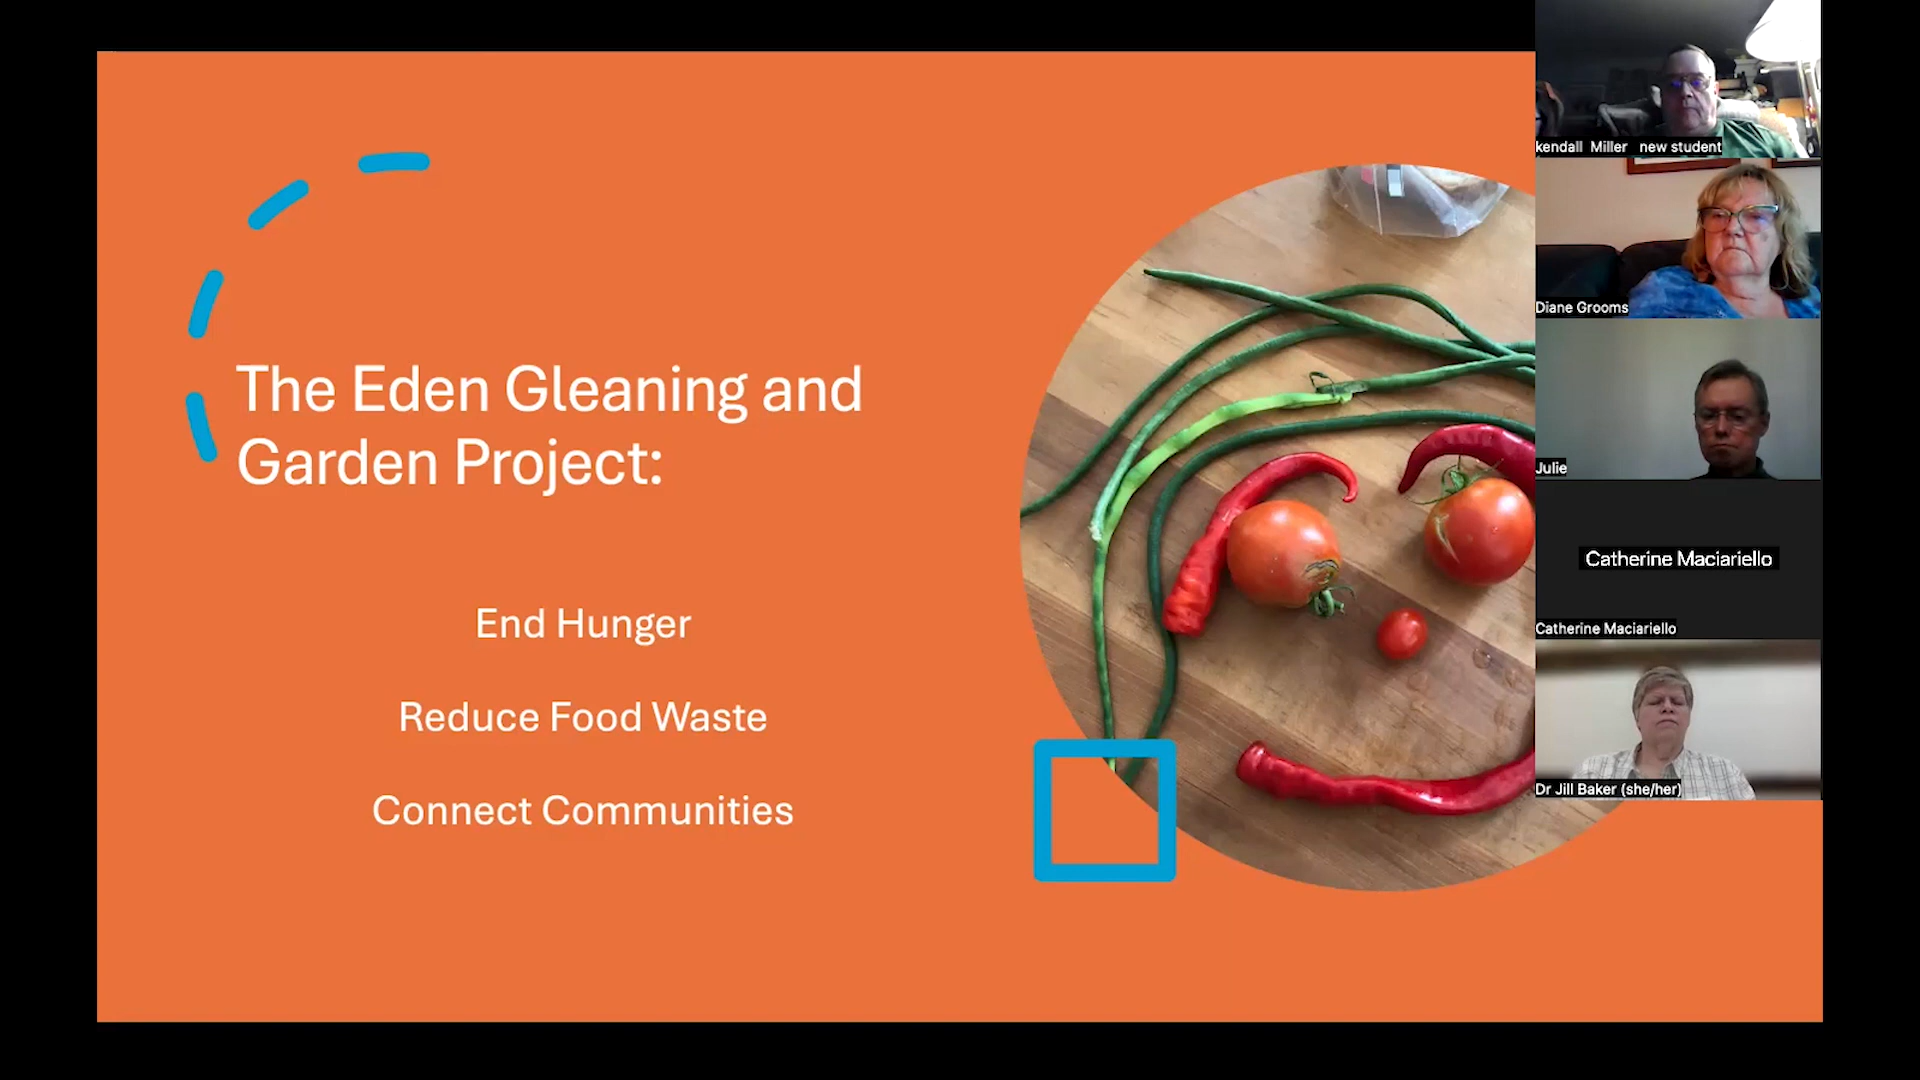 The Eden Gleaning and
Garden Project:
End Hunger
Reduce Food Waste
Connect Communities
kendall Miller new student
Diane Grooms
Julie
Catherine Maciariello
Catherine Maciariello
Dr Jill Baker (she/her)